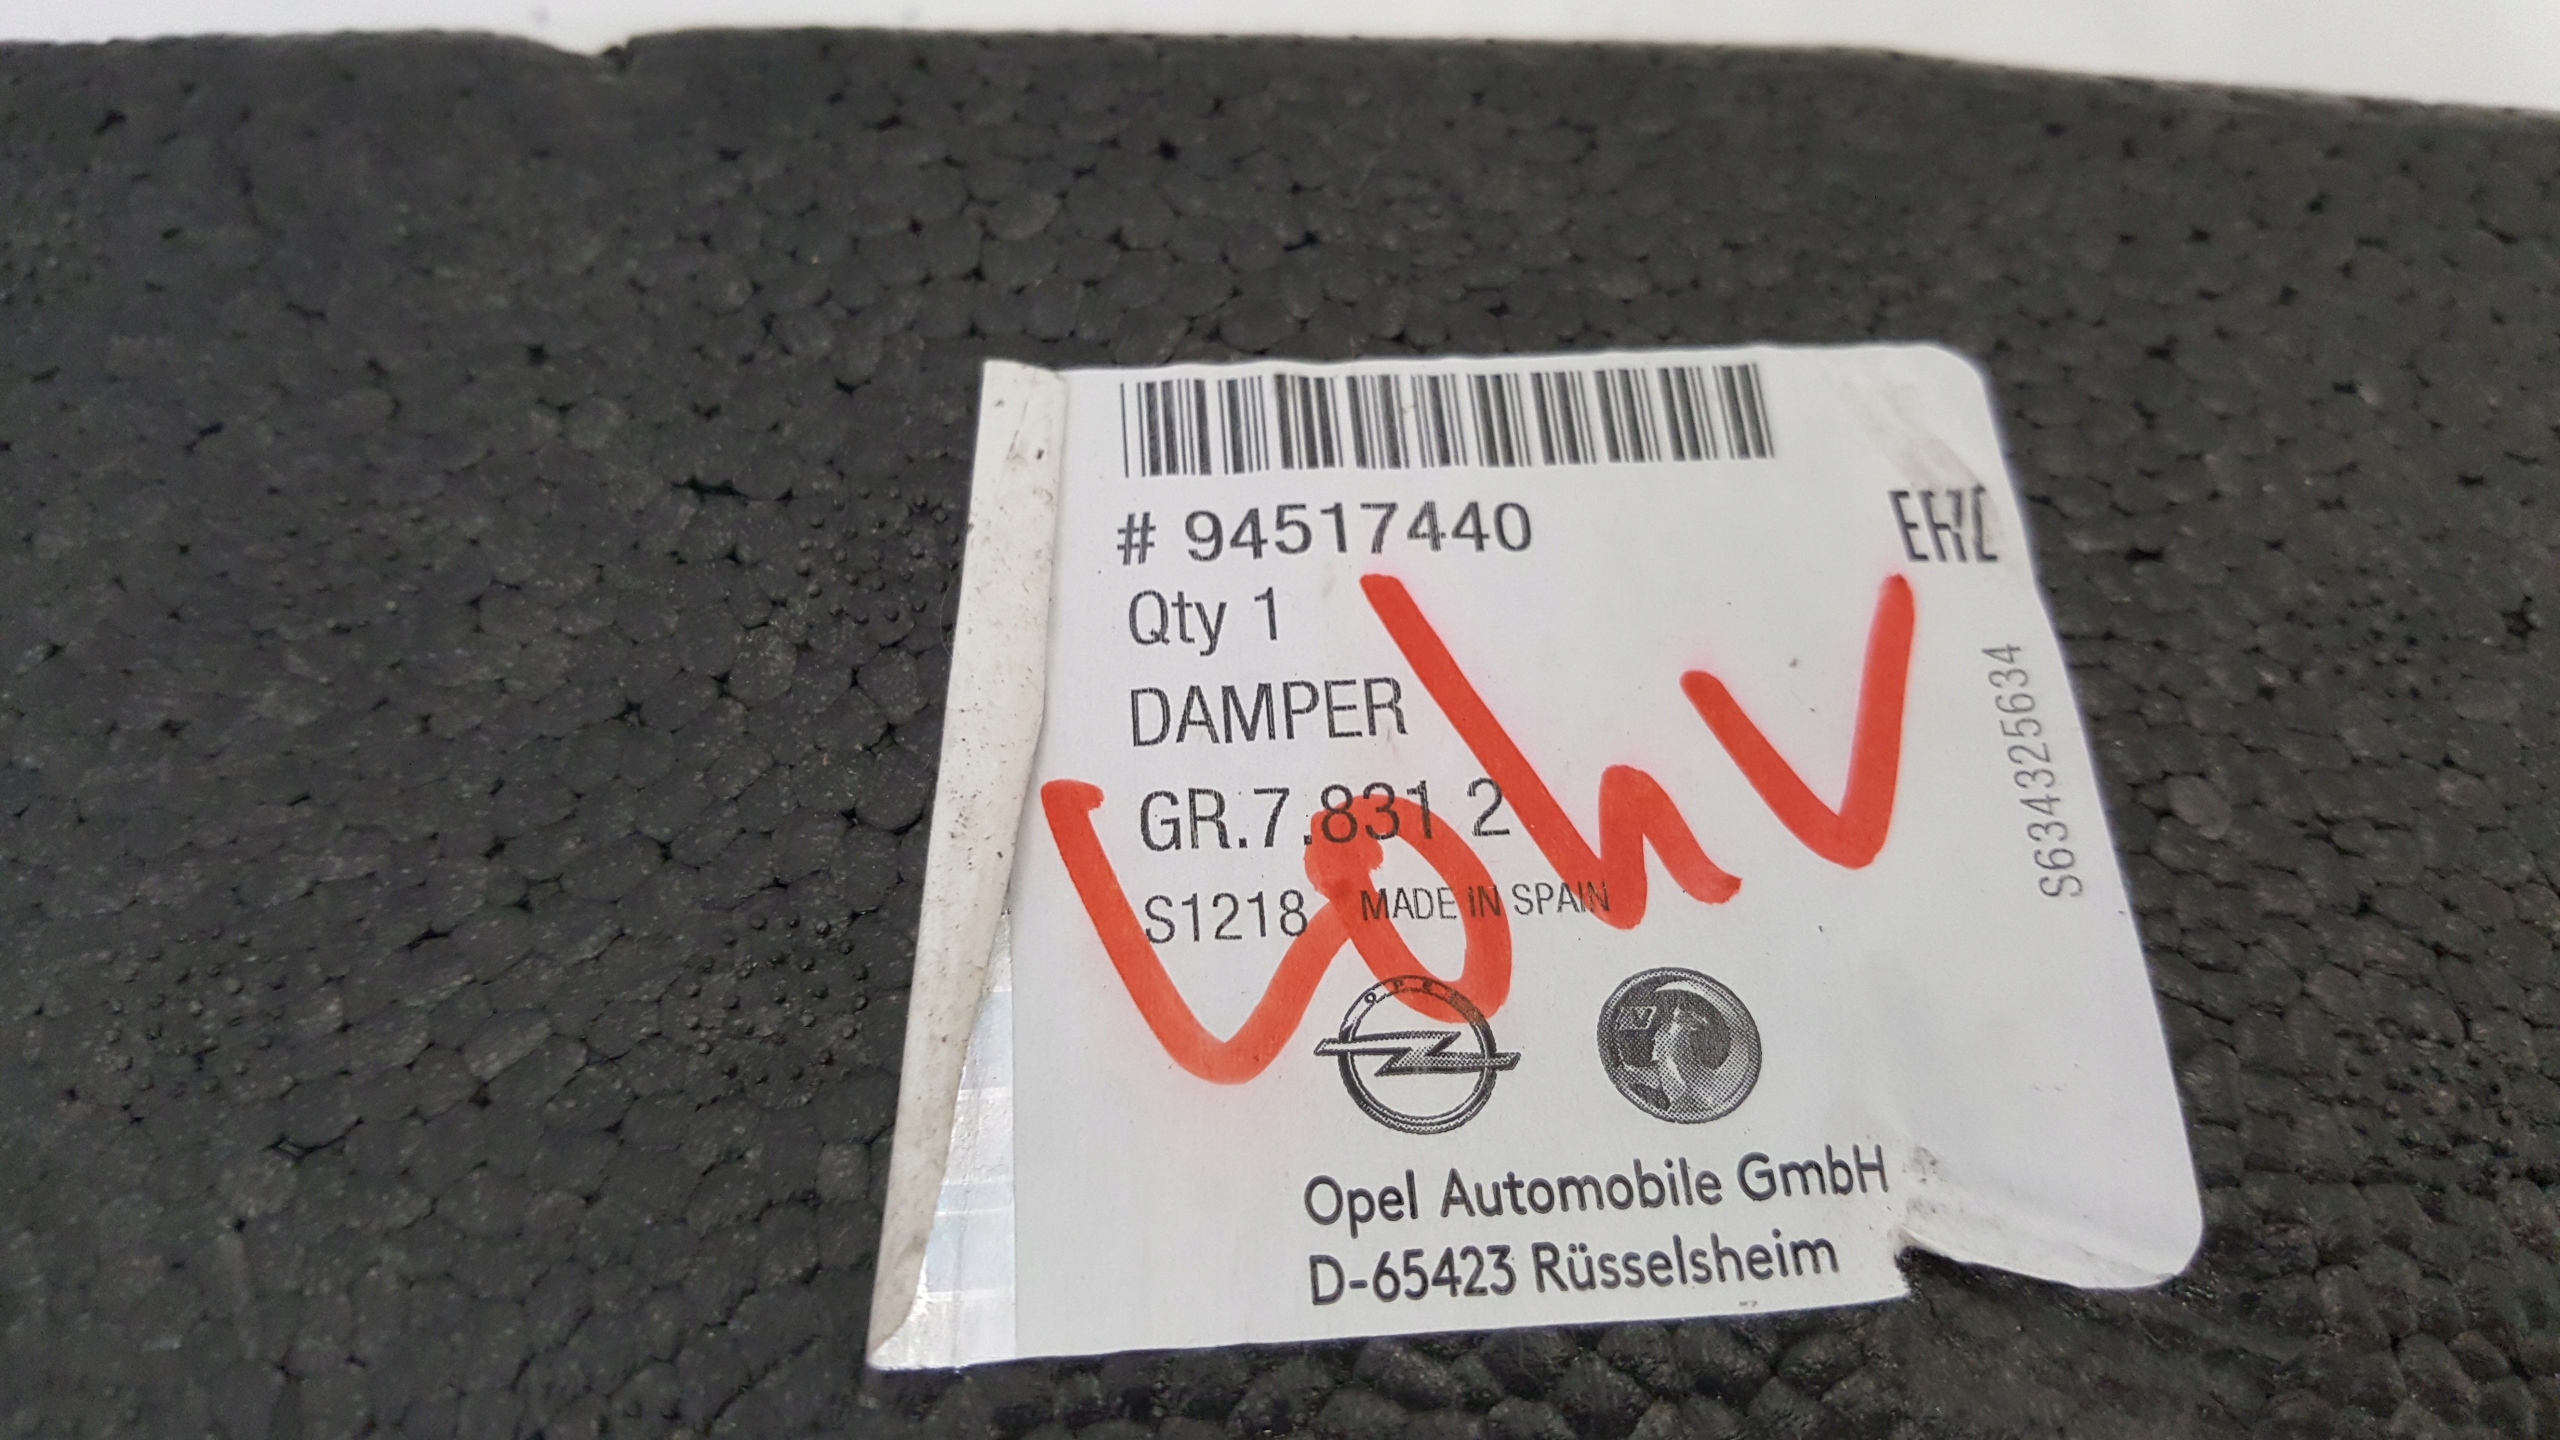 # 94517440
EAC
Qty 1
DAMPER
GR.7.831 2
S1218 MADE IN SPAIN
S634325634
OPEL
Opel Automobile GmbH
D-65423 Rüsselsheim